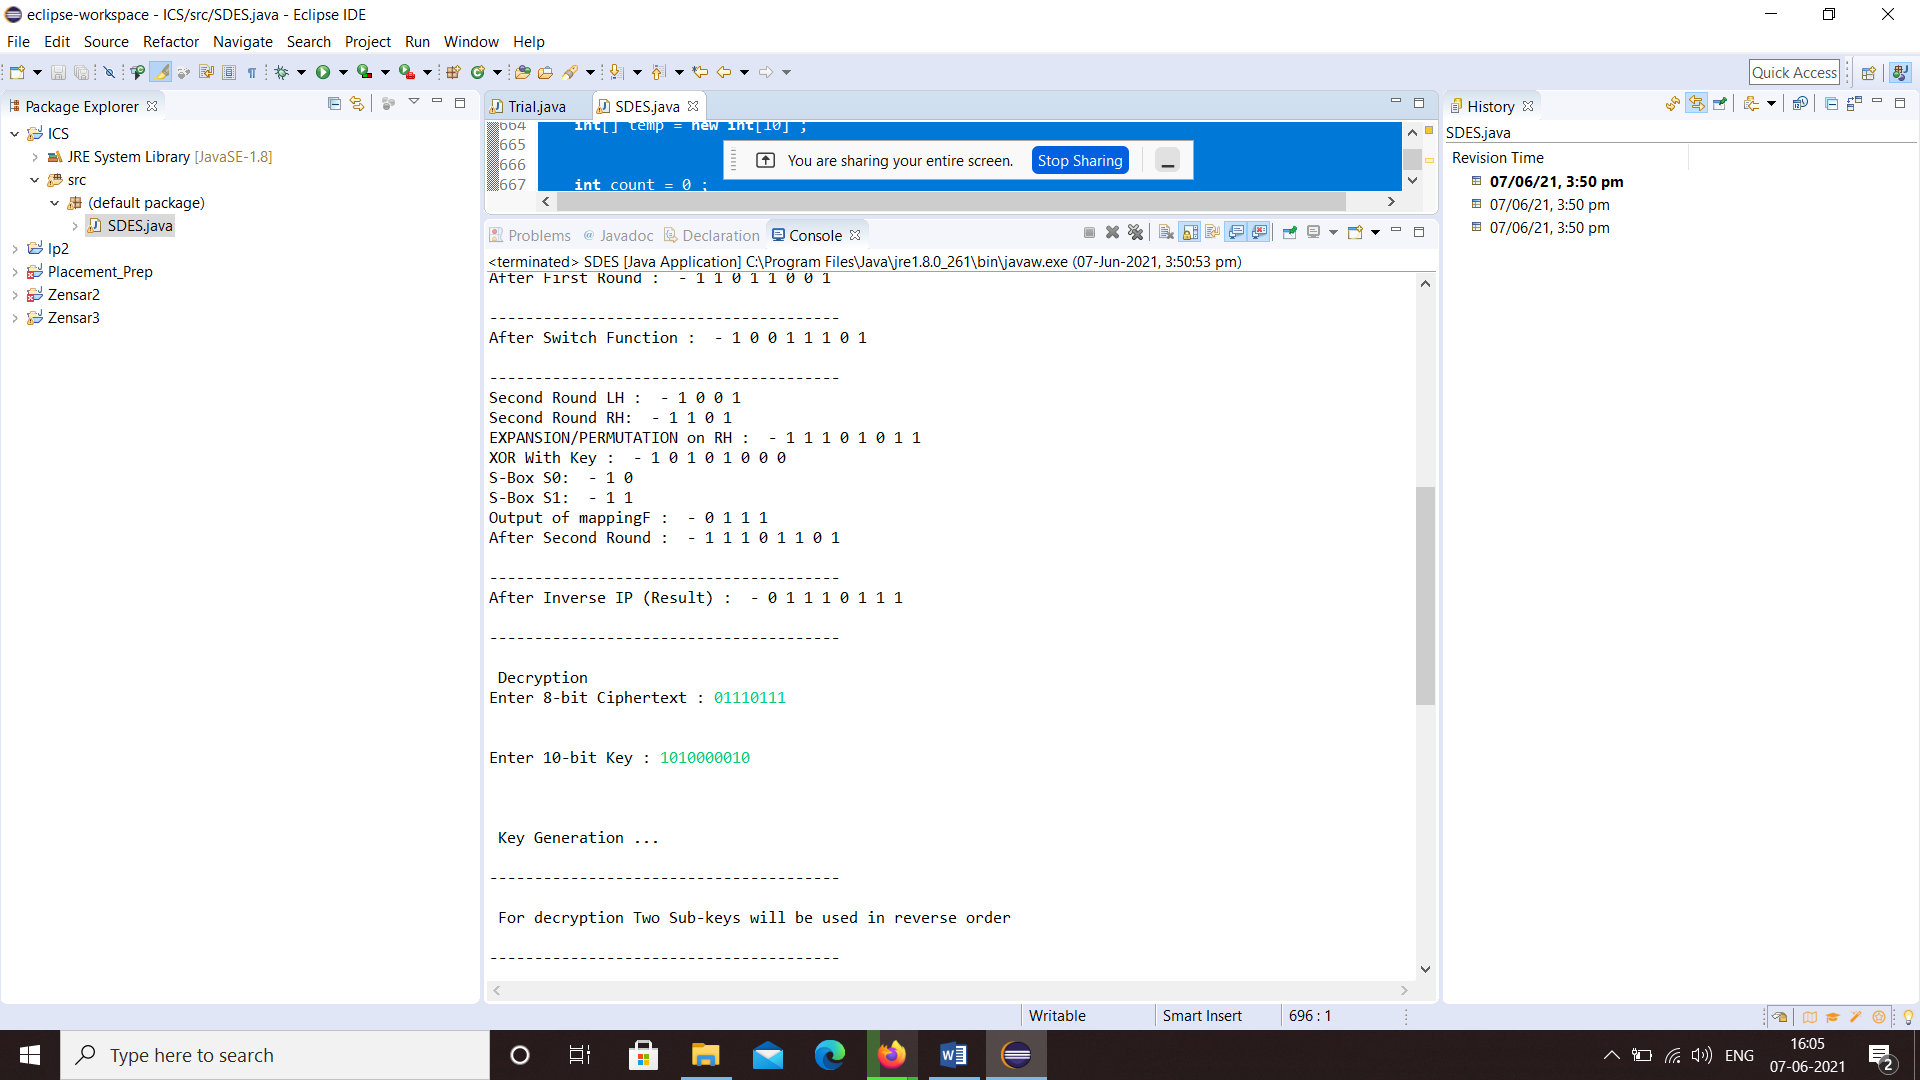 eclipse-workspace - ICS/src/SDES.java - Eclipse IDE
File Edit Source Refactor Navigate Search Project Run Window Help
Quick Access
Package Explorer
ICS
JRE System Library [JavaSE-1.8]
src
(default package)
SDES.java
Ip2
Placement_Prep
Zensar2
Zensar3
Trial.java SDES.java
664 int[] temp = new int[10] ;
665
666
667 int count = 0 ;
You are sharing your entire screen. Stop Sharing
Problems @ Javadoc Declaration Console
<terminated> SDES [Java Application] C:\Program Files\Java\jre1.8.0_261\bin\javaw.exe (07-Jun-2021, 3:50:53 pm)
After First Round :  - 1 1 0 1 1 0 0 1
---------------------------------------
After Switch Function :  - 1 0 0 1 1 1 0 1
---------------------------------------
Second Round LH :  - 1 0 0 1
Second Round RH:  - 1 1 0 1
EXPANSION/PERMUTATION on RH :  - 1 1 1 0 1 0 1 1
XOR With Key :  - 1 0 1 0 1 0 0 0
S-Box S0:  - 1 0
S-Box S1:  - 1 1
Output of mappingF :  - 0 1 1 1
After Second Round :  - 1 1 1 0 1 1 0 1
---------------------------------------
After Inverse IP (Result) :  - 0 1 1 1 0 1 1 1
---------------------------------------
Decryption
Enter 8-bit Ciphertext : 01110111
Enter 10-bit Key : 1010000010
Key Generation ...
---------------------------------------
For decryption Two Sub-keys will be used in reverse order
---------------------------------------
History
SDES.java
Revision Time
07/06/21, 3:50 pm
07/06/21, 3:50 pm
07/06/21, 3:50 pm
Writable Smart Insert 696 : 1
Type here to search
ENG
16:05
07-06-2021
2